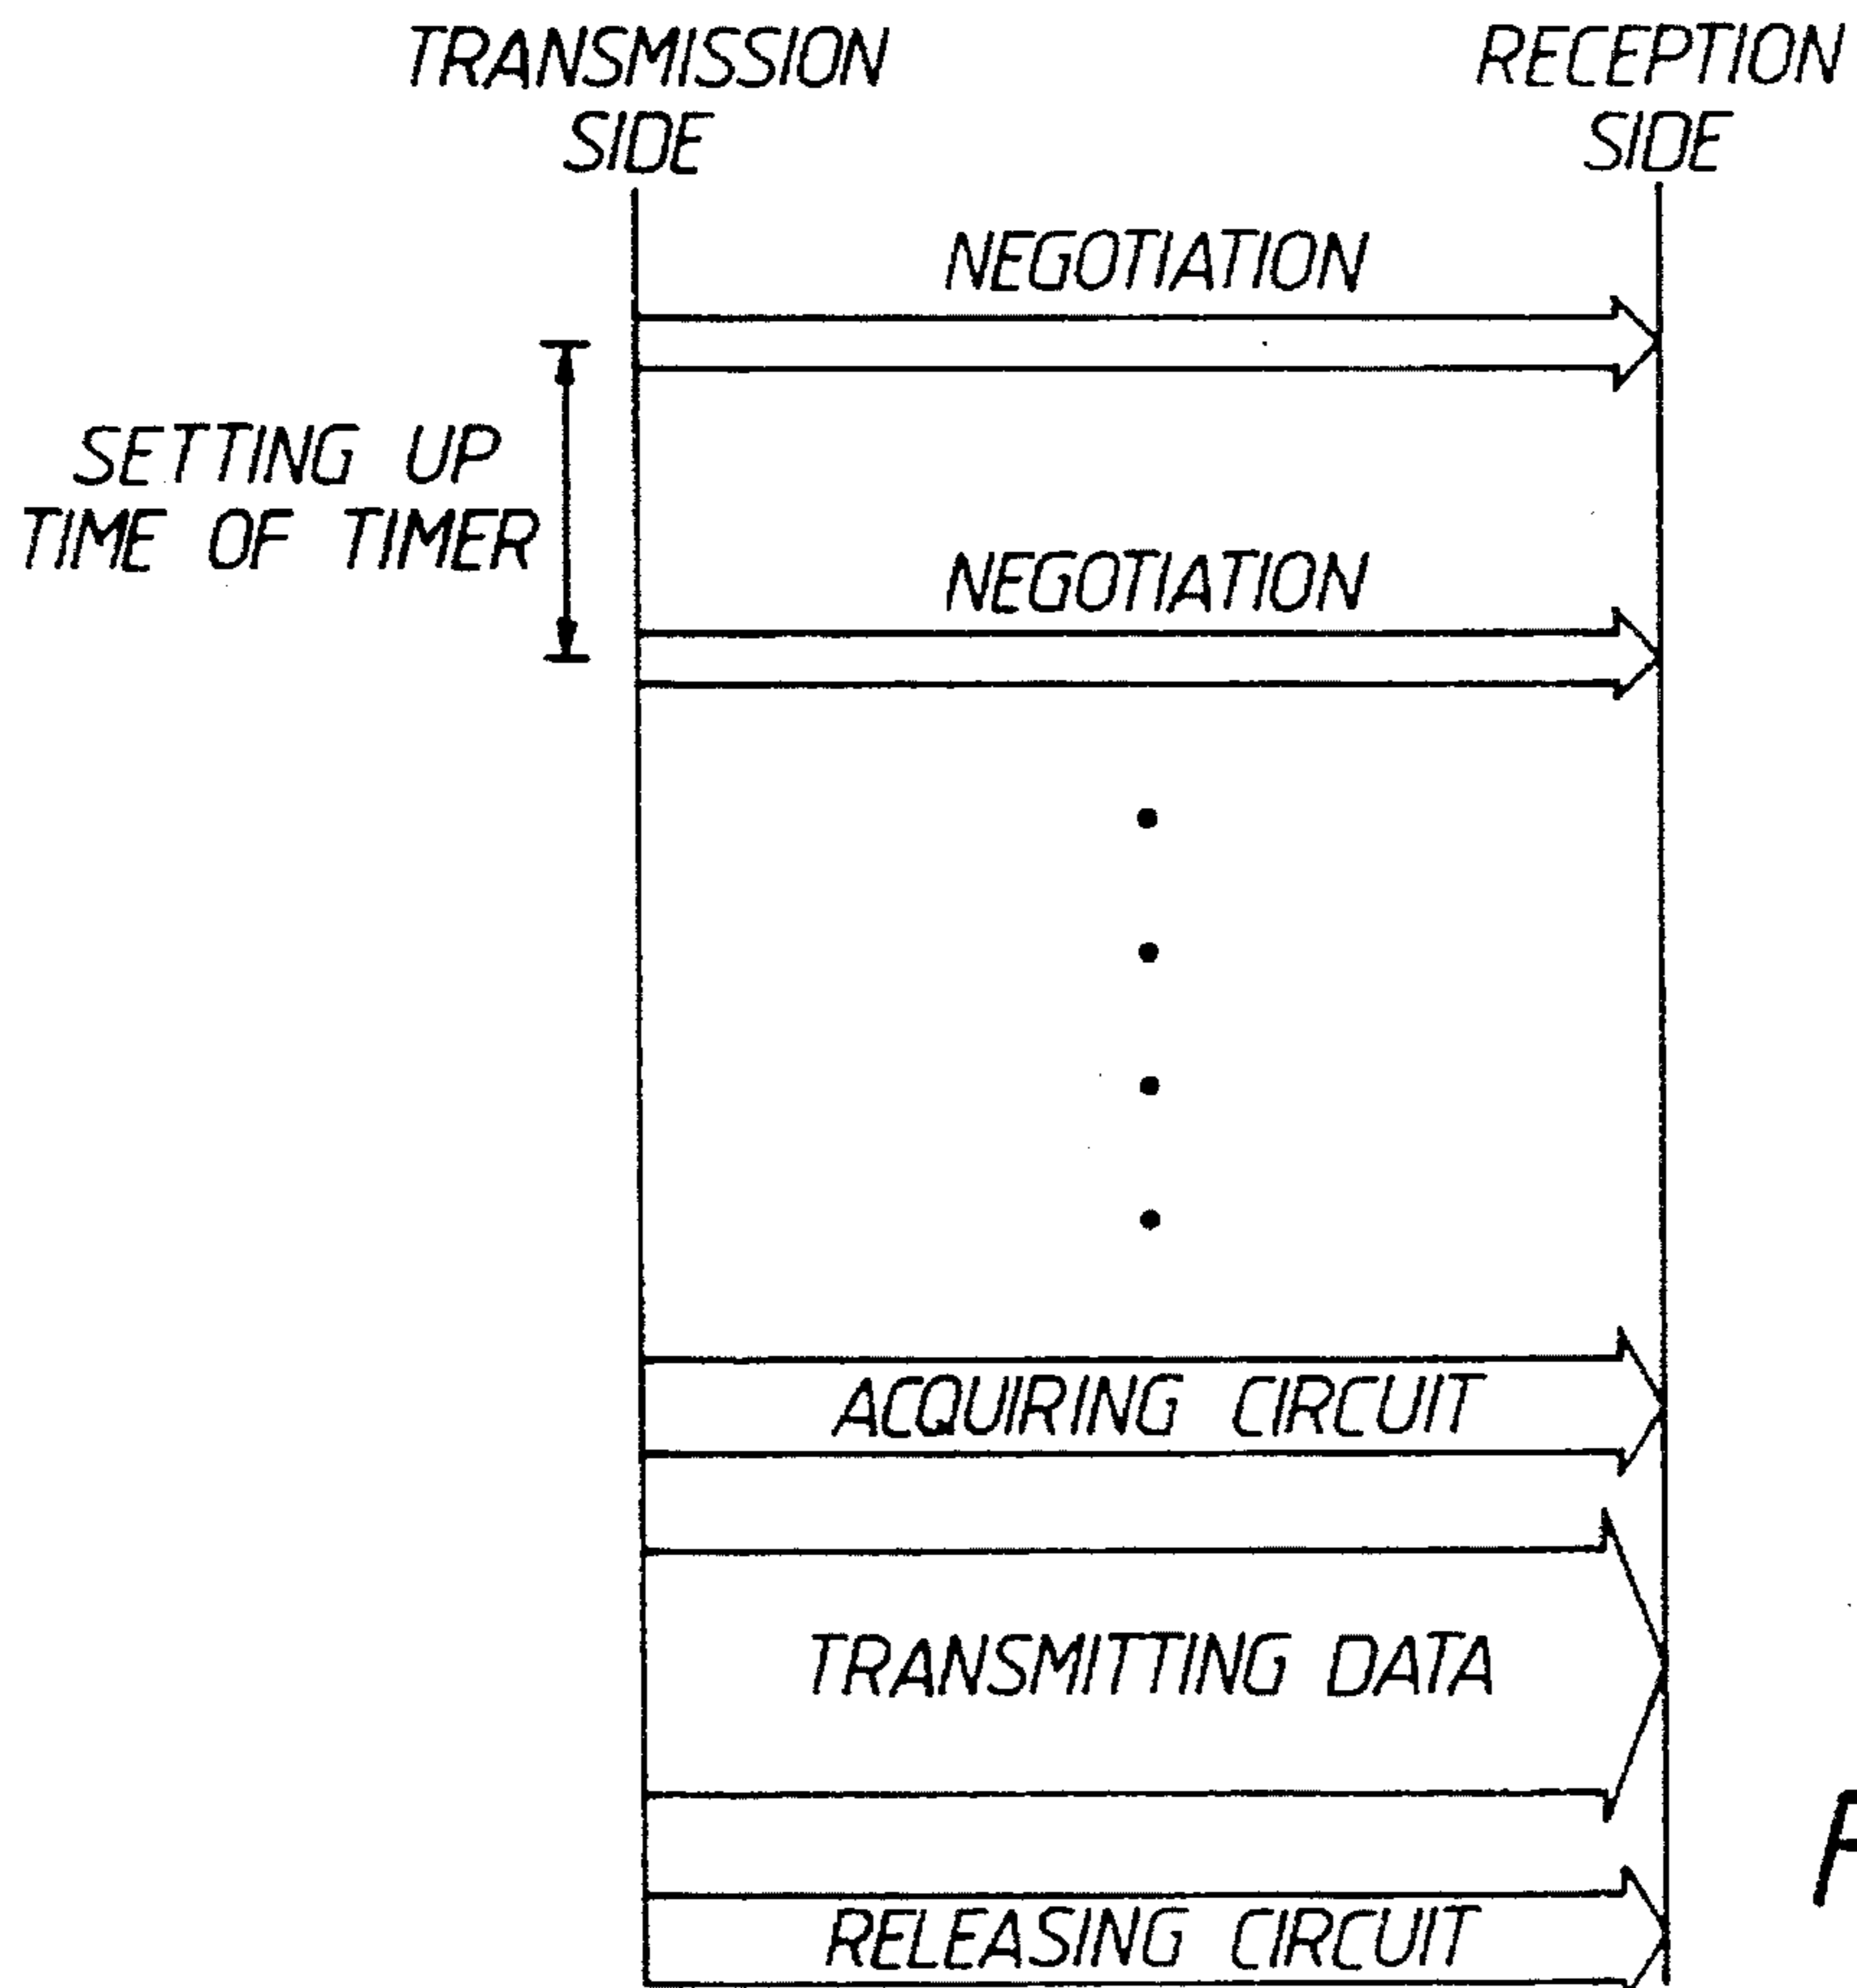 TRANSMISSION
SIDE
RECEPTION
SIDE
NEGOTIATION
SETTING UP
TIME OF TIMER
NEGOTIATION
ACQUIRING CIRCUIT
TRANSMITTING DATA
RELEASING CIRCUIT